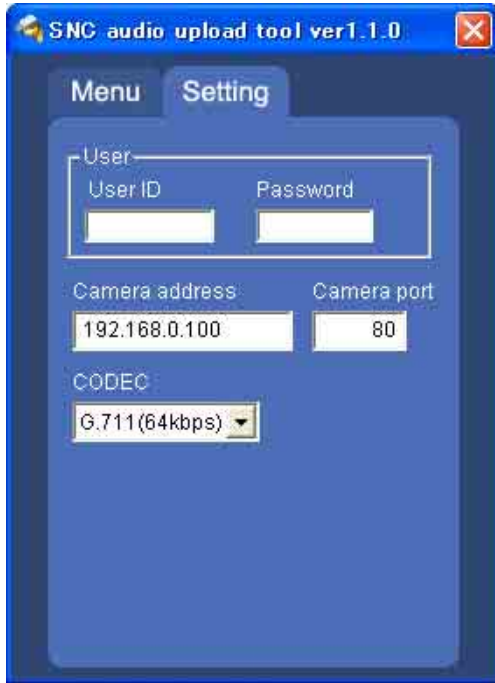 SNC audio upload tool ver1.1.0
Menu Setting
User
User ID Password
Camera address Camera port
192.168.0.100 80
CODEC
G.711(64kbps)